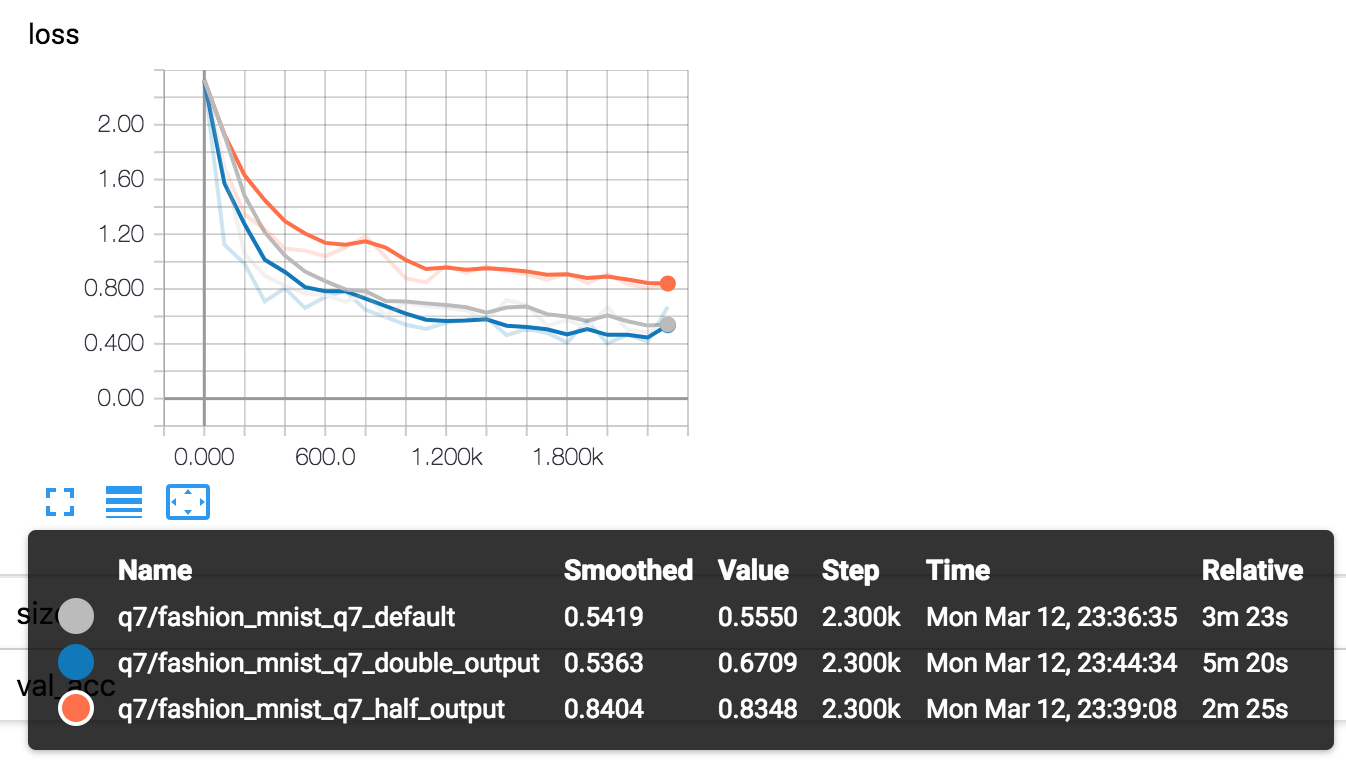 loss
2.00
1.60
1.20
0.800
0.400
0.00
0.000 600.0 1.200k 1.800k
Name Smoothed Value Step Time Relative
q7/fashion_mnist_q7_default 0.5419 0.5550 2.300k Mon Mar 12, 23:36:35 3m 23s
q7/fashion_mnist_q7_double_output 0.5363 0.6709 2.300k Mon Mar 12, 23:44:34 5m 20s
val_acc
q7/fashion_mnist_q7_half_output 0.8404 0.8348 2.300k Mon Mar 12, 23:39:08 2m 25s